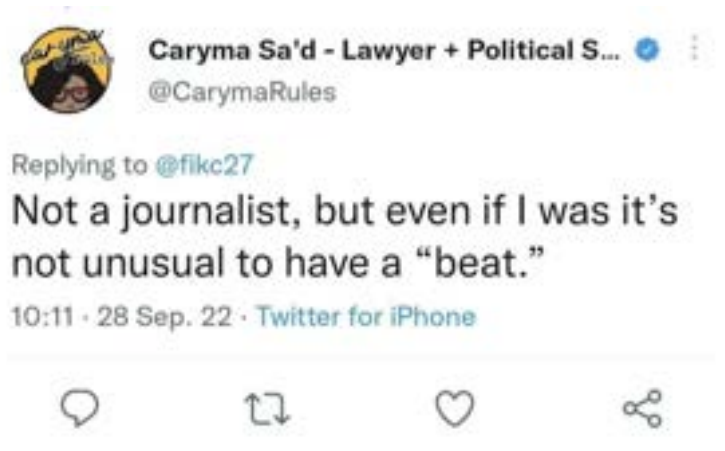 Caryma Sa'd - Lawyer + Political S...
@CarymaRules
Replying to @fikc27
Not a journalist, but even if I was it's
not unusual to have a “beat.”
10:11 · 28 Sep. 22 · Twitter for iPhone